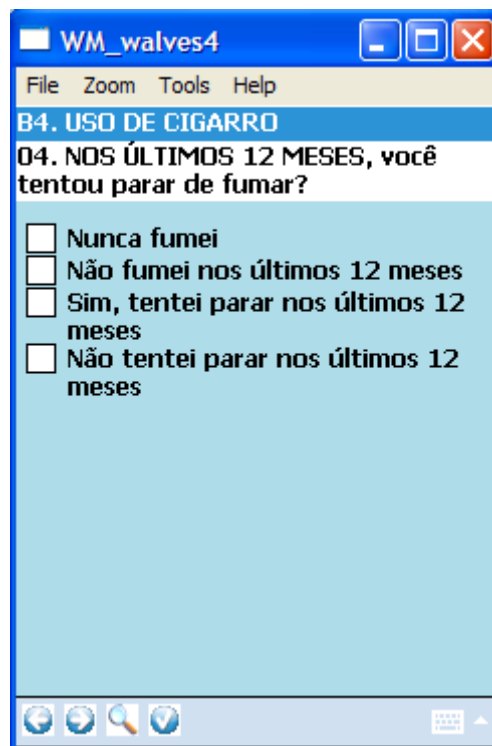 WM_walves4
File Zoom Tools Help
B4. USO DE CIGARRO
04. NOS ÚLTIMOS 12 MESES, você
tentou parar de fumar?
Nunca fumei
Não fumei nos últimos 12 meses
Sim, tentei parar nos últimos 12
meses
Não tentei parar nos últimos 12
meses